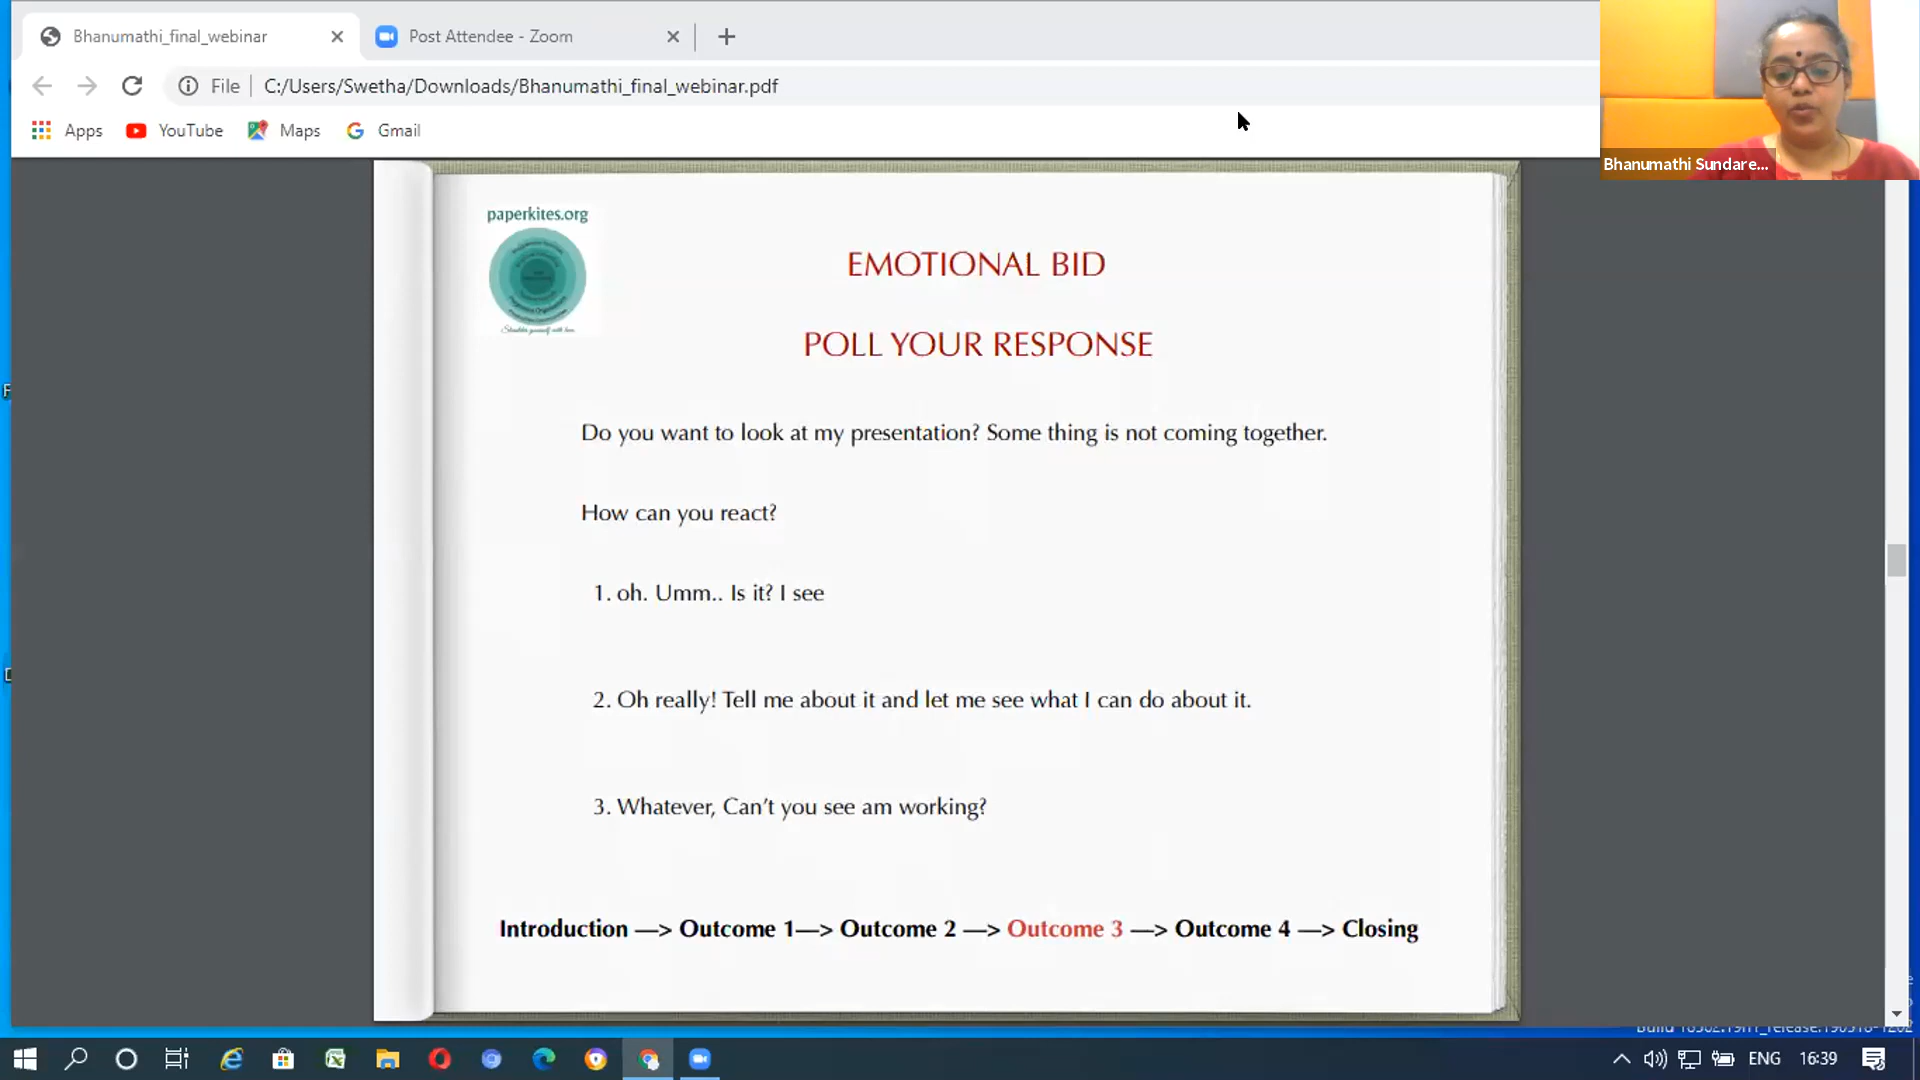 Bhanumathi_final_webinar
Post Attendee - Zoom
File
C:/Users/Swetha/Downloads/Bhanumathi_final_webinar.pdf
Apps
YouTube
Maps
Gmail
Bhanumathi Sundare...
paperkites.org
EMOTIONAL BID
POLL YOUR RESPONSE
Do you want to look at my presentation? Some thing is not coming together.
How can you react?
1. oh. Umm.. Is it? I see
2. Oh really! Tell me about it and let me see what I can do about it.
3. Whatever, Can't you see am working?
Introduction —> Outcome 1—> Outcome 2 —> Outcome 3 —> Outcome 4 —> Closing
ENG
16:39